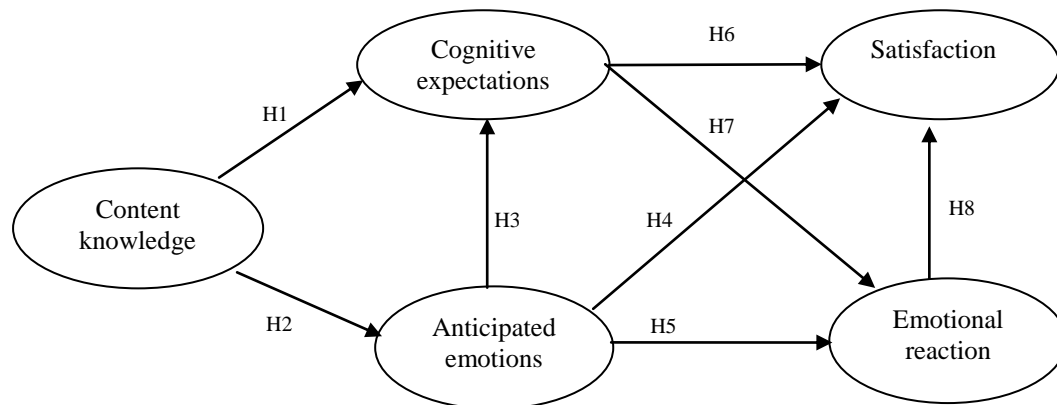 Cognitive
expectations
H6
Satisfaction
H1
H7
Content
knowledge
H3
H4
H8
H2
Anticipated
emotions
H5
Emotional
reaction